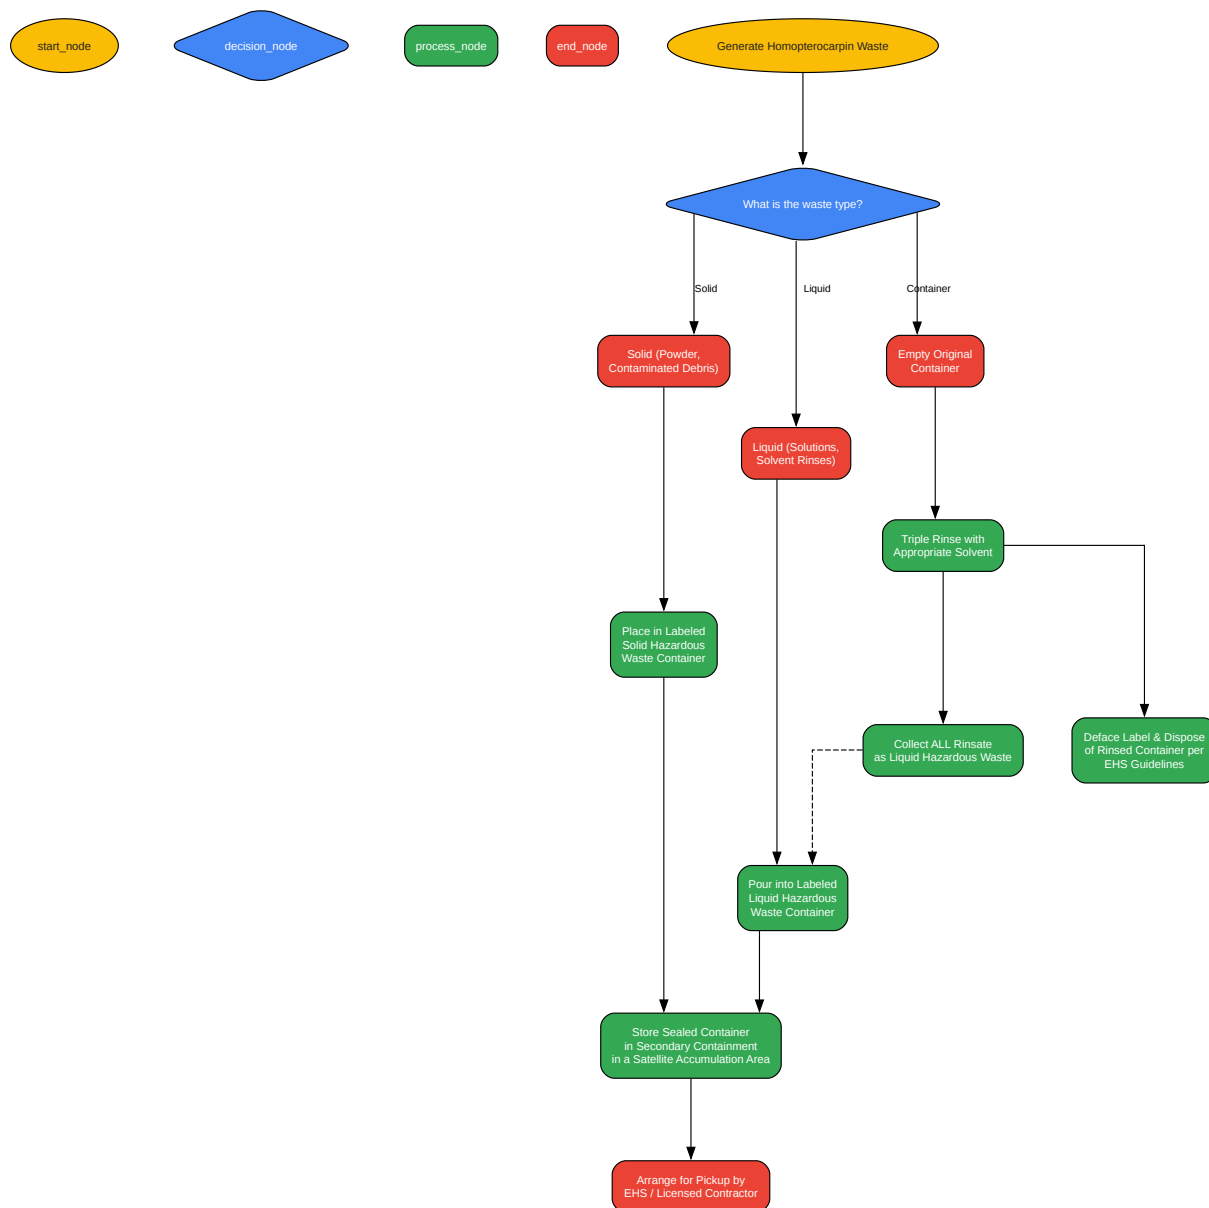 start_node
decision_node
process_node
end_node
Generate Homopterocarpin Waste
What is the waste type?
Solid
Liquid
Container
Solid (Powder,
Contaminated Debris)
Empty Original
Container
Liquid (Solutions,
Solvent Rinses)
Triple Rinse with
Appropriate Solvent
Place in Labeled
Solid Hazardous
Waste Container
Collect ALL Rinsate
as Liquid Hazardous Waste
Deface Label & Dispose
of Rinsed Container per
EHS Guidelines
Pour into Labeled
Liquid Hazardous
Waste Container
Store Sealed Container
in Secondary Containment
in a Satellite Accumulation Area
Arrange for Pickup by
EHS / Licensed Contractor